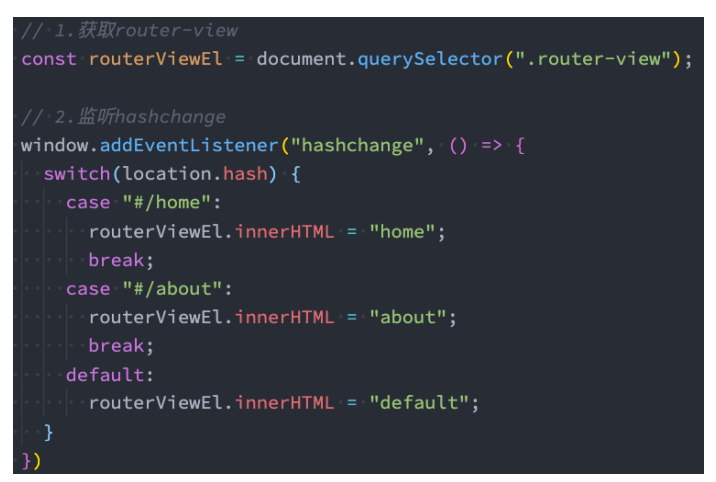 // 1.获取router-view
const routerViewEl = document.querySelector(".router-view");
// 2.监听hashchange
window.addEventListener("hashchange", () => {
  switch(location.hash) {
    case "#/home":
      routerViewEl.innerHTML = "home";
      break;
    case "#/about":
      routerViewEl.innerHTML = "about";
      break;
    default:
      routerViewEl.innerHTML = "default";
  }
})